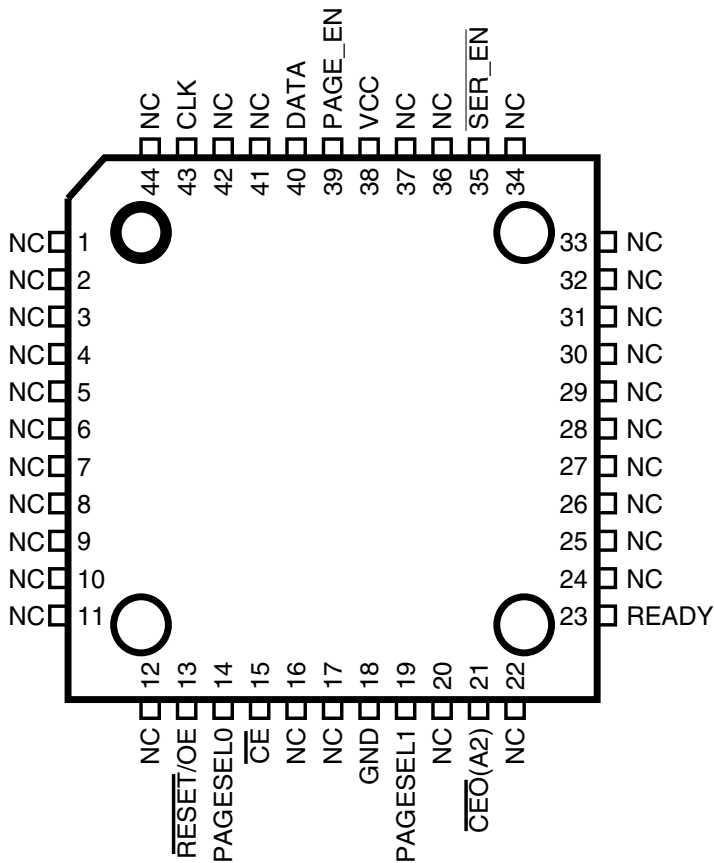 NC
CLK
NC
NC
DATA
PAGE_EN
VCC
NC
NC
SER_EN
NC
44
43
42
41
40
39
38
37
36
35
34
NC 1
NC 2
NC 3
NC 4
NC 5
NC 6
NC 7
NC 8
NC 9
NC 10
NC 11
33 NC
32 NC
31 NC
30 NC
29 NC
28 NC
27 NC
26 NC
25 NC
24 NC
23 READY
12
13
14
15
16
17
18
19
20
21
22
NC
RESET/OE
PAGESEL0
CE
NC
NC
GND
PAGESEL1
NC
CEO(A2)
NC